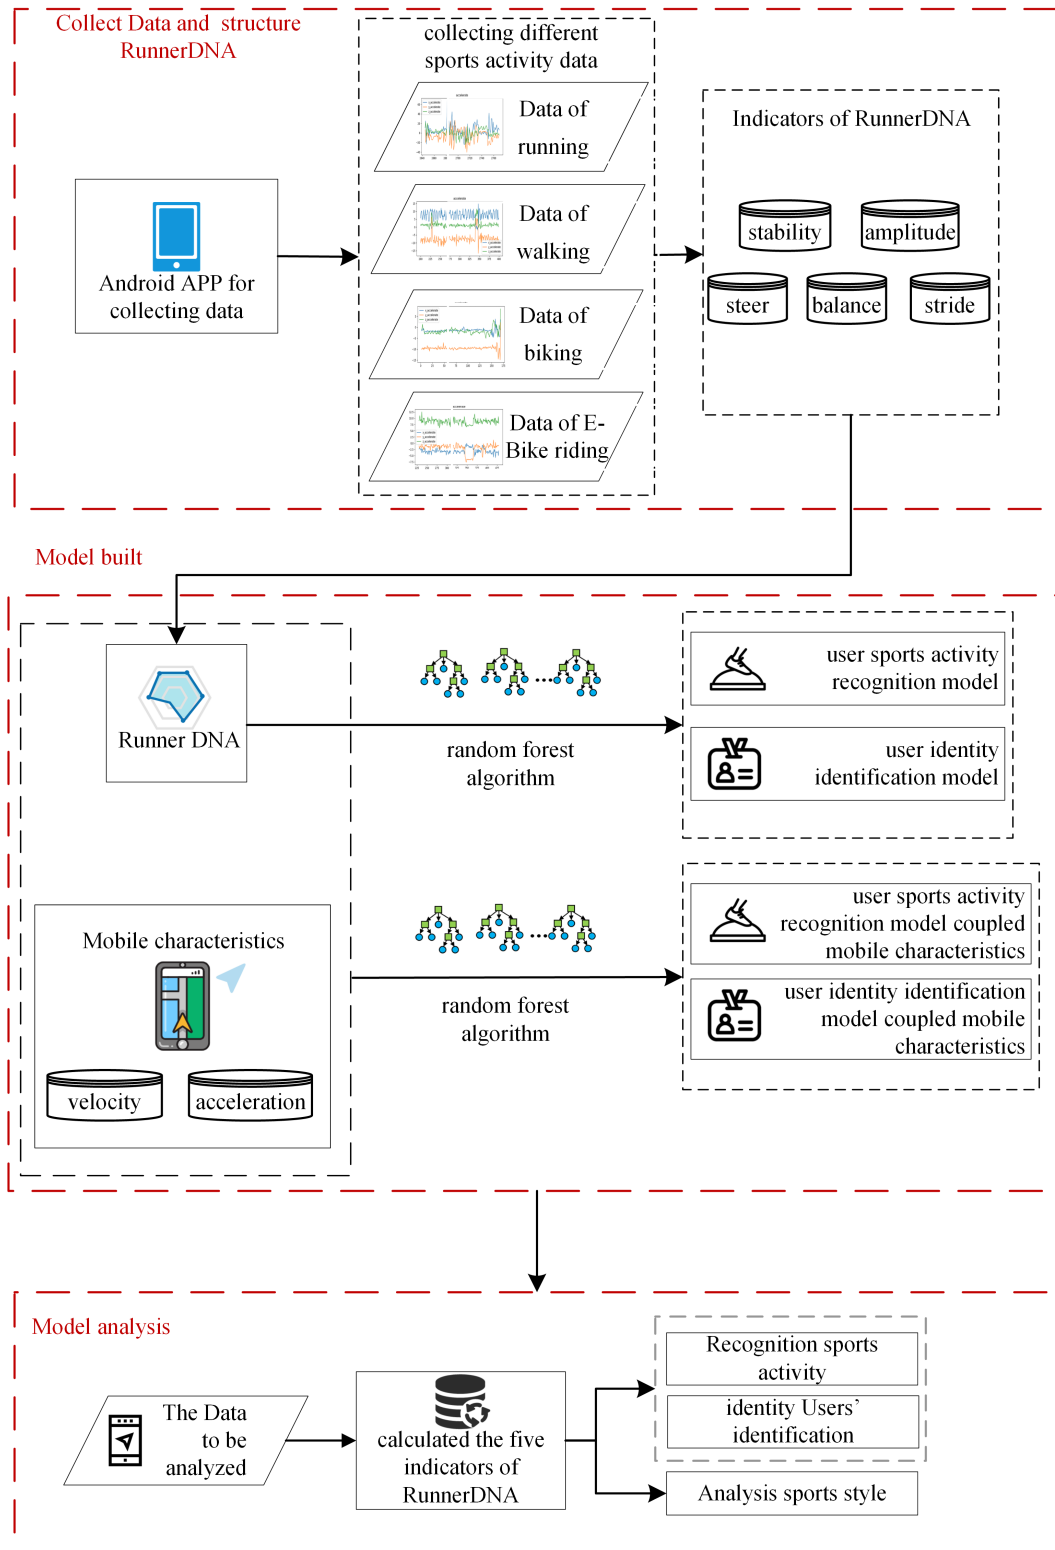 Collect Data and structure
RunnerDNA
collecting different
sports activity data
Data of
running
Data of
walking
Data of
biking
Data of E-
Bike riding
Android APP for
collecting data
Indicators of RunnerDNA
stability
amplitude
steer
balance
stride
Model built
Runner DNA
random forest
algorithm
user sports activity
recognition model
user identity
identification model
Mobile characteristics
velocity
acceleration
random forest
algorithm
user sports activity
recognition model coupled
mobile characteristics
user identity identification
model coupled mobile
characteristics
Model analysis
The Data
to be
analyzed
calculated the five
indicators of
RunnerDNA
Recognition sports
activity
identity Users’
identification
Analysis sports style